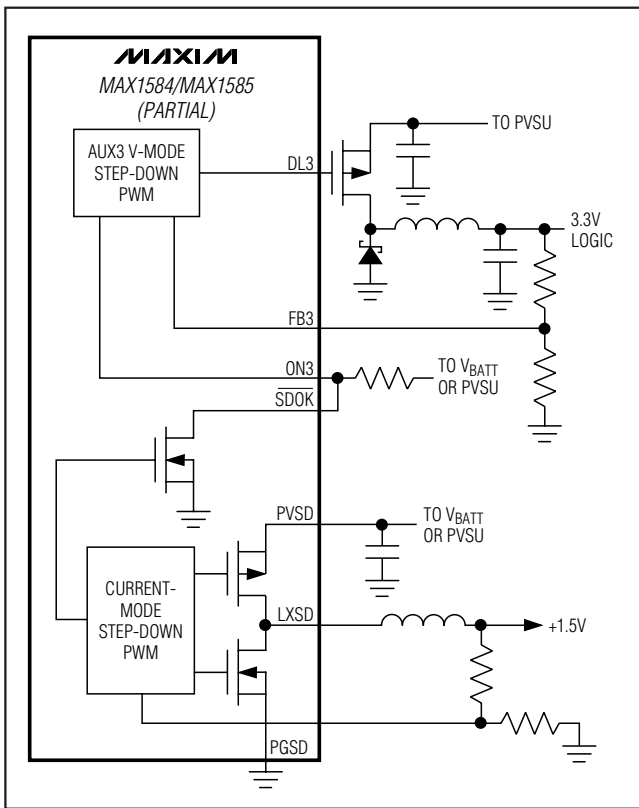 MAXIM
MAX1584/MAX1585
(PARTIAL)
AUX3 V-MODE
STEP-DOWN
PWM
DL3
TO PVSU
3.3V
LOGIC
FB3
ON3
TO VBATT
OR PVSU
SDOK
PVSD
TO VBATT
OR PVSU
CURRENT-
MODE
STEP-DOWN
PWM
LXSD
+1.5V
PGSD